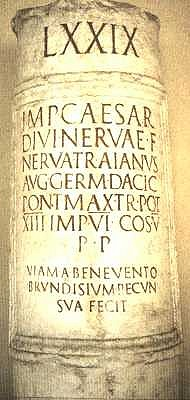 LXXIX
IMP CAESAR
DIVI NERVAE F
NERVA TRAIANVS
AVG GERM DACIC
PONT MAX TR POT
XIII IMP VI COS V
P P
VIAM A BENEVENTO
BRVNDISIVM PECVN
SVA FECIT